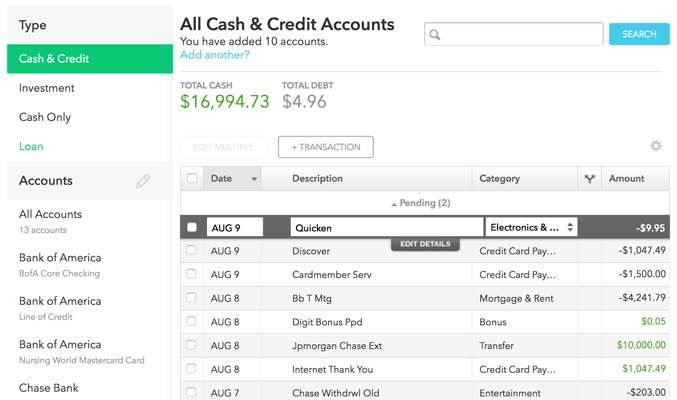 Type
Cash & Credit
Investment
Cash Only
Loan
Accounts
All Accounts
13 accounts
Bank of America
BofA Core Checking
Bank of America
Line of Credit
Bank of America
Nursing World Mastercard Card
Chase Bank
All Cash & Credit Accounts
You have added 10 accounts.
Add another?
SEARCH
TOTAL CASH TOTAL DEBT
$16,994.73 $4.96
EDIT MULTIPLE + TRANSACTION
Date Description Category Amount
Pending (2)
AUG 9 Quicken Electronics & ... -$9.95
EDIT DETAILS
AUG 9 Discover Credit Card Pay... -$1,047.49
AUG 9 Cardmember Serv Credit Card Pay... -$1,500.00
AUG 8 Bb T Mtg Mortgage & Rent -$4,241.79
AUG 8 Digit Bonus Ppd Bonus $0.05
AUG 8 Jpmorgan Chase Ext Transfer $10,000.00
AUG 8 Internet Thank You Credit Card Pay... $1,047.49
AUG 7 Chase Withdrwl Old Entertainment -$203.00